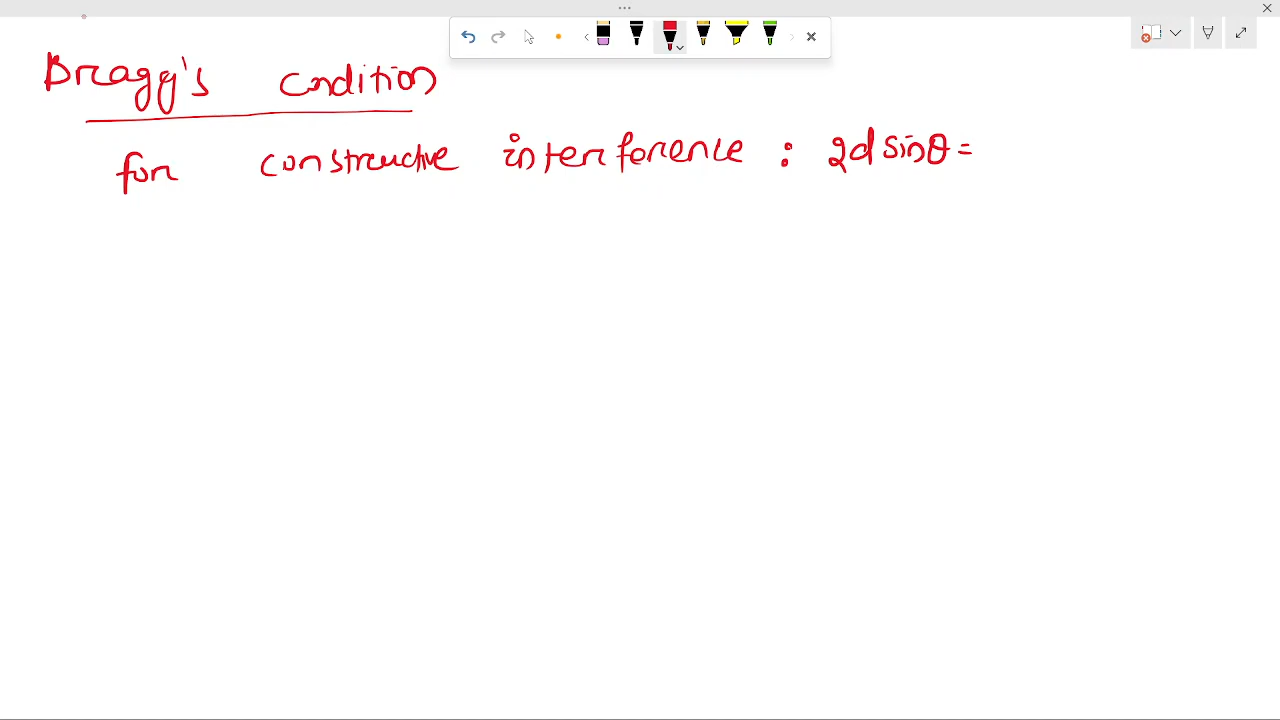 Bragg's condition
for constructive interference : 2d sinθ =